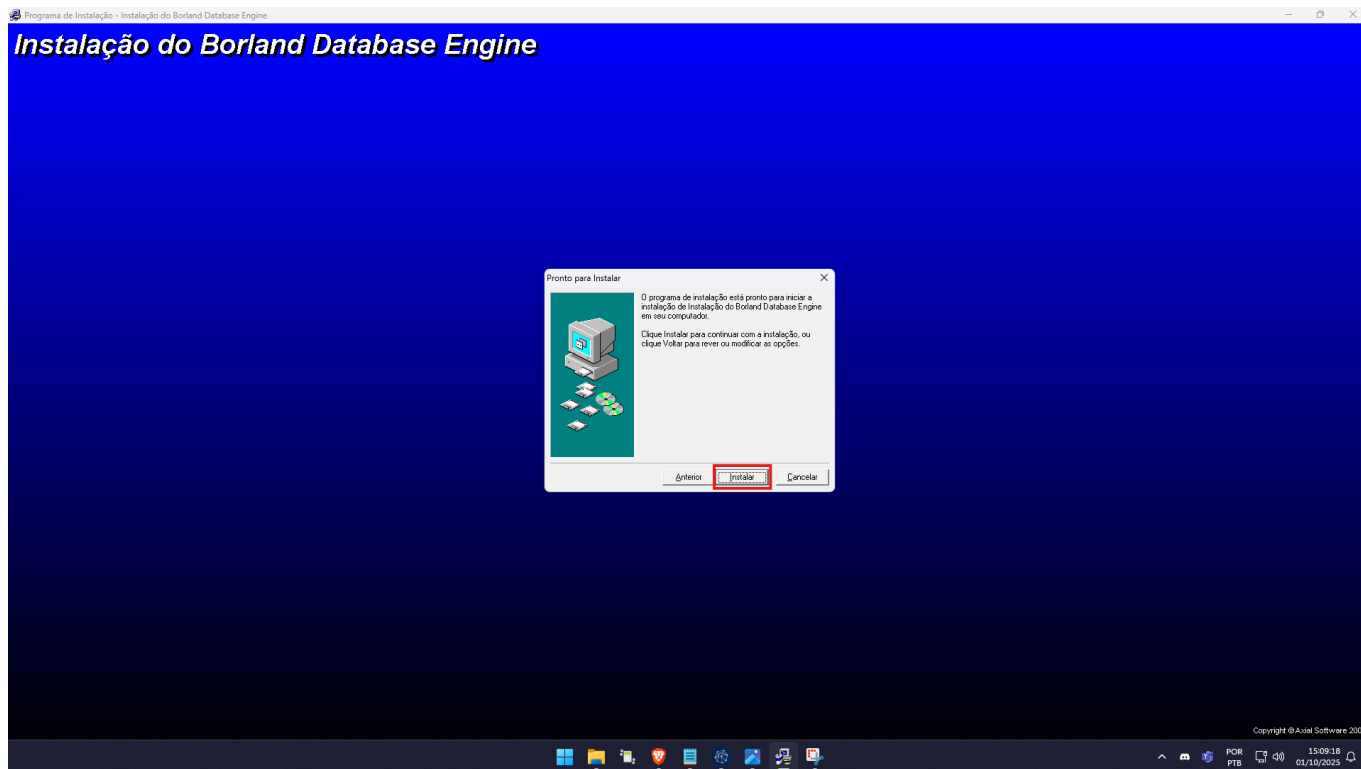 Programa de Instalação - Instalação do Borland Database Engine
Instalação do Borland Database Engine
Pronto para Instalar
O programa de instalação está pronto para iniciar a
instalação de Instalação do Borland Database Engine
em seu computador.
Clique Instalar para continuar com a instalação, ou
clique Voltar para rever ou modificar as opções.
Anterior
Instalar
Cancelar
Copyright © Axial Software 200
POR
PTB
15:09:18
01/10/2025